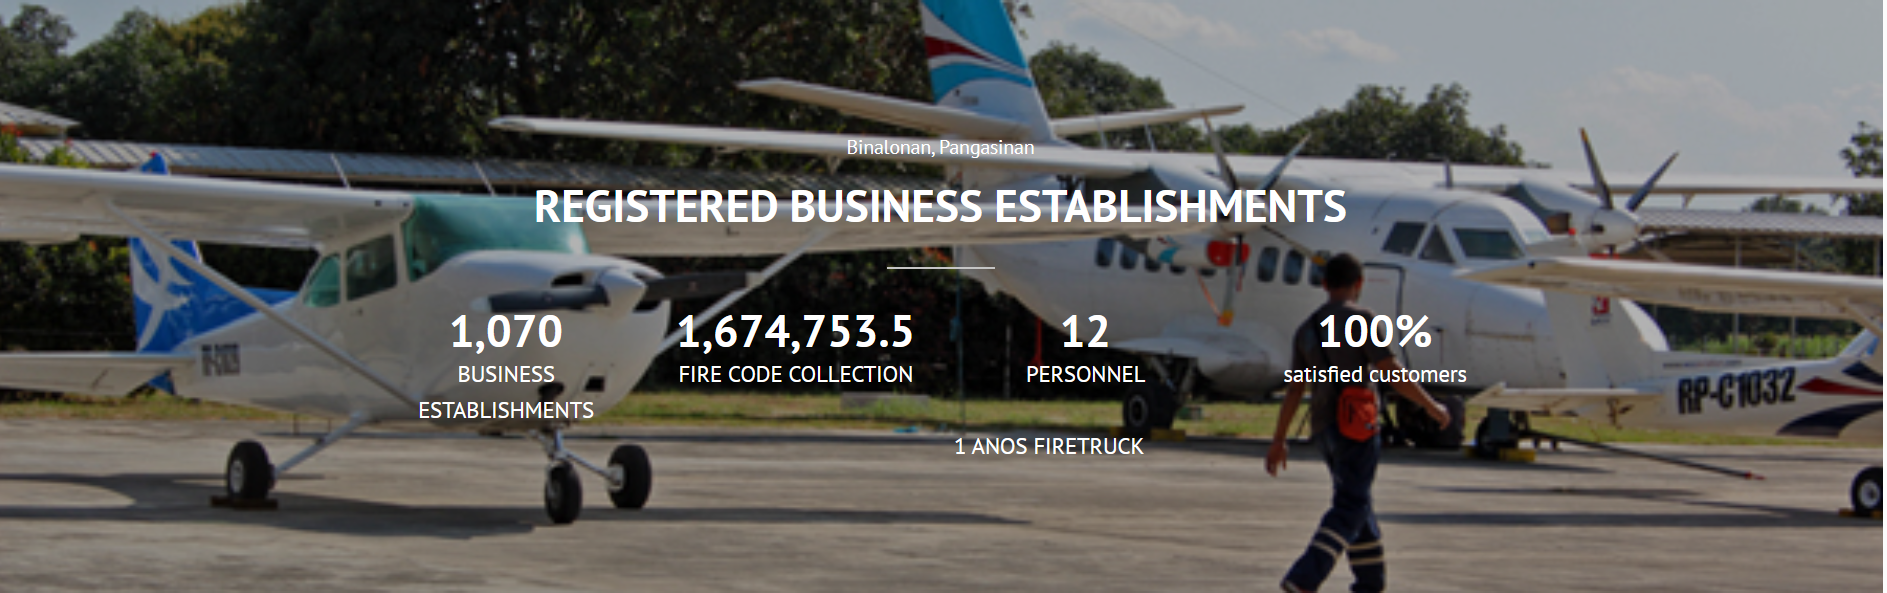 Binalonan, Pangasinan
REGISTERED BUSINESS ESTABLISHMENTS
1,070
BUSINESS
ESTABLISHMENTS
1,674,753.5
FIRE CODE COLLECTION
12
PERSONNEL
100%
satisfied customers
1 ANOS FIRETRUCK
RP-C1032